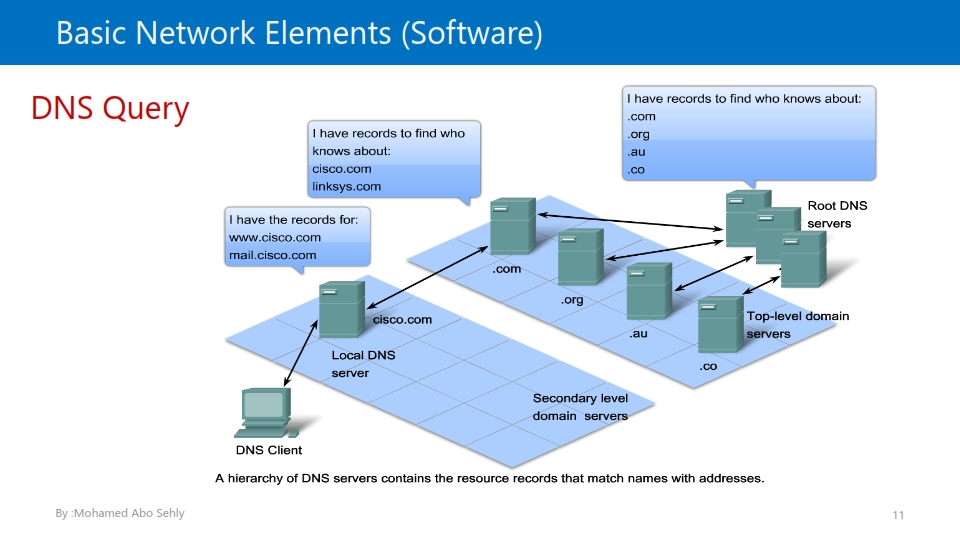 Basic Network Elements (Software)
DNS Query
I have records to find who knows about:
.com
.org
.au
.co
I have records to find who
knows about:
cisco.com
linksys.com
I have the records for:
www.cisco.com
mail.cisco.com
Root DNS
servers
.com
.org
.au
.co
Top-level domain
servers
cisco.com
Local DNS
server
Secondary level
domain servers
DNS Client
A hierarchy of DNS servers contains the resource records that match names with addresses.
By :Mohamed Abo Sehly
11